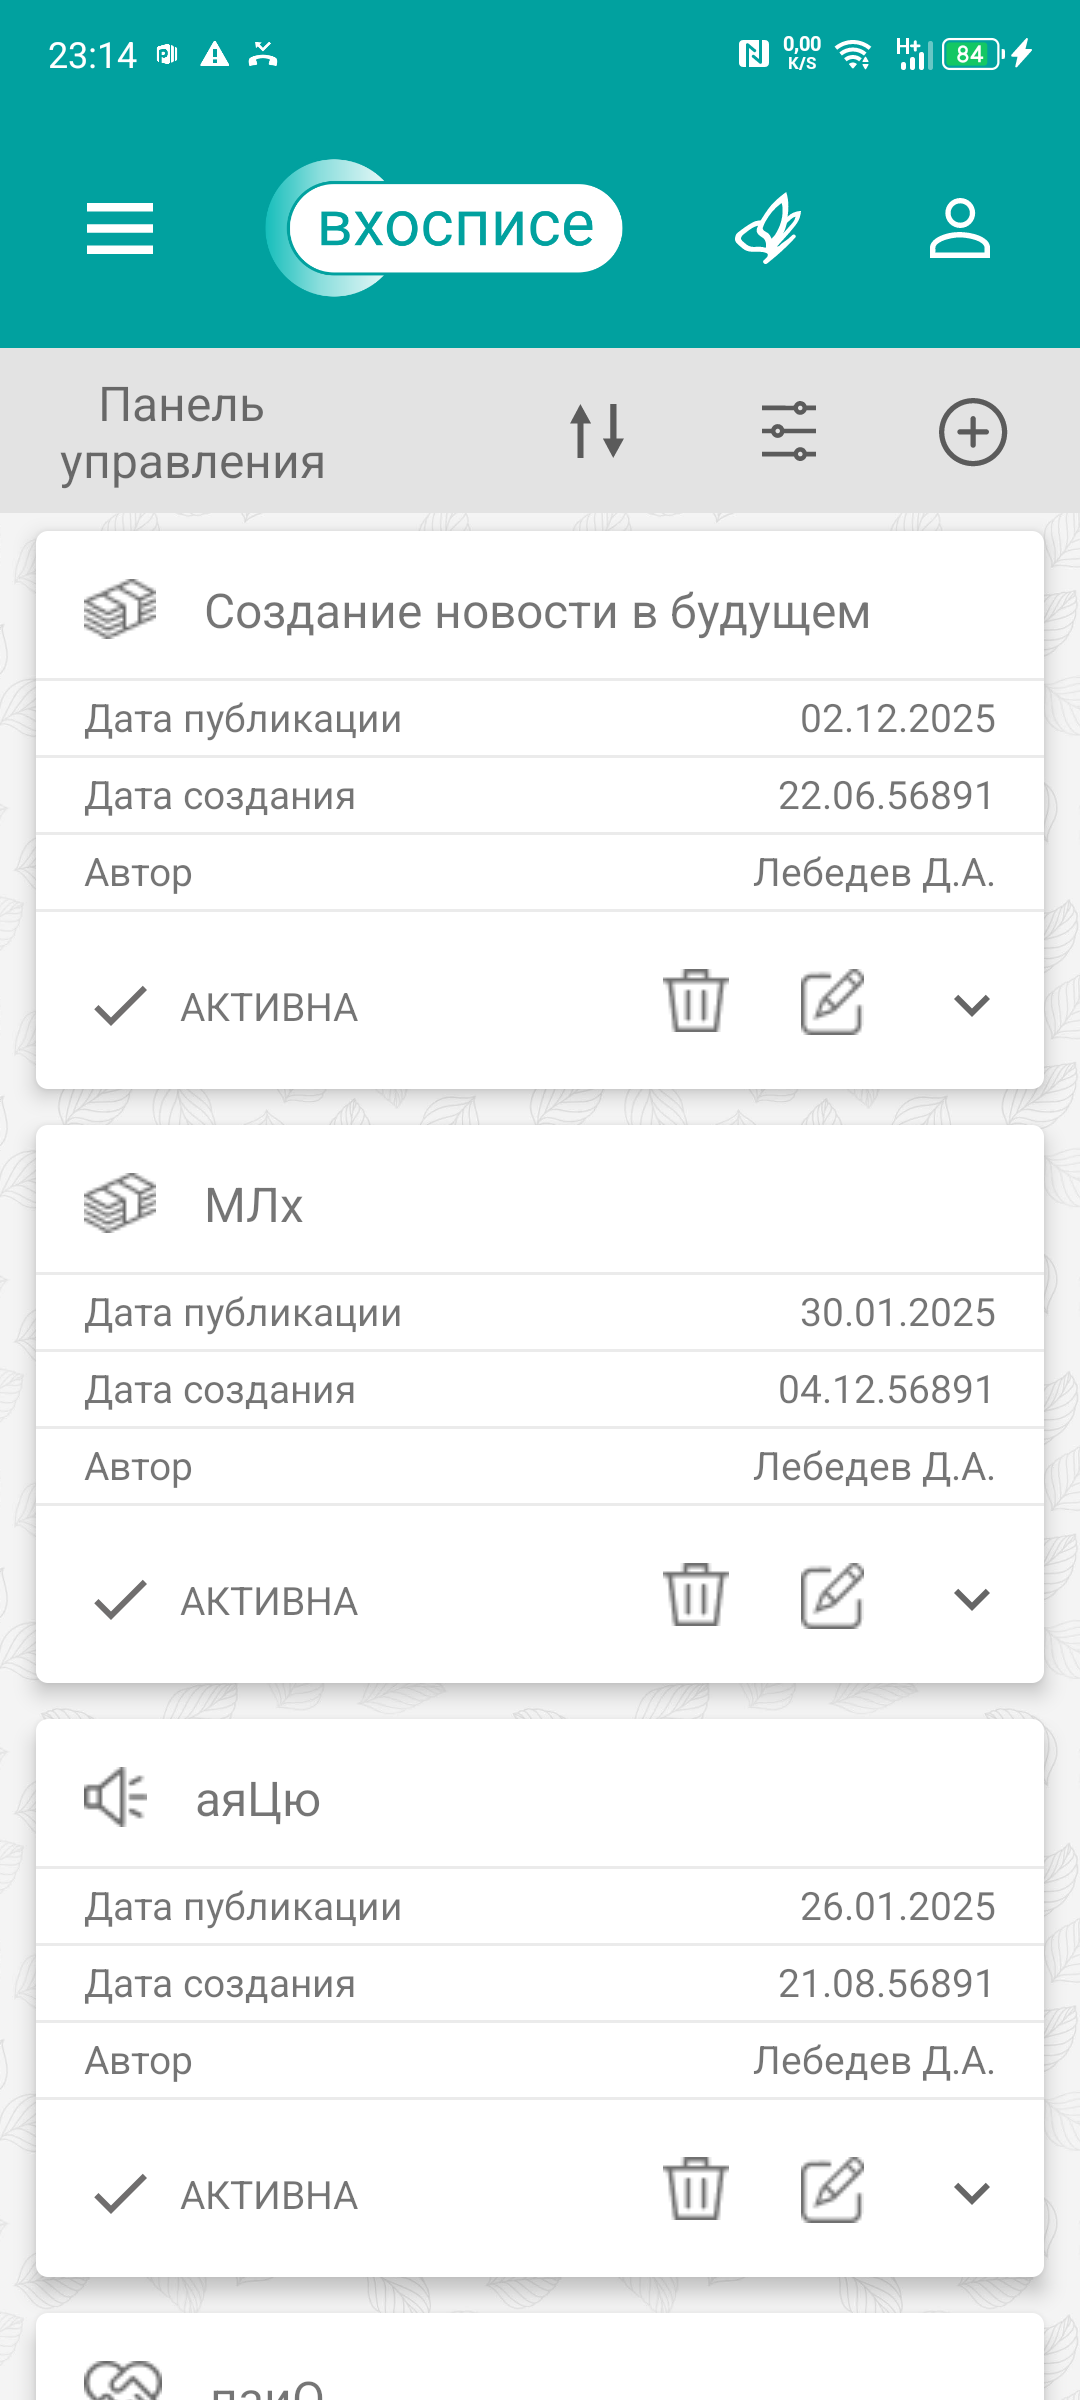 23:14
0,00
K/S
H+
84
вхосписе
Панель
управления
Создание новости в будущем
Дата публикации 02.12.2025
Дата создания 22.06.56891
Автор Лебедев Д.А.
АКТИВНА
МЛх
Дата публикации 30.01.2025
Дата создания 04.12.56891
Автор Лебедев Д.А.
АКТИВНА
аяЦю
Дата публикации 26.01.2025
Дата создания 21.08.56891
Автор Лебедев Д.А.
АКТИВНА